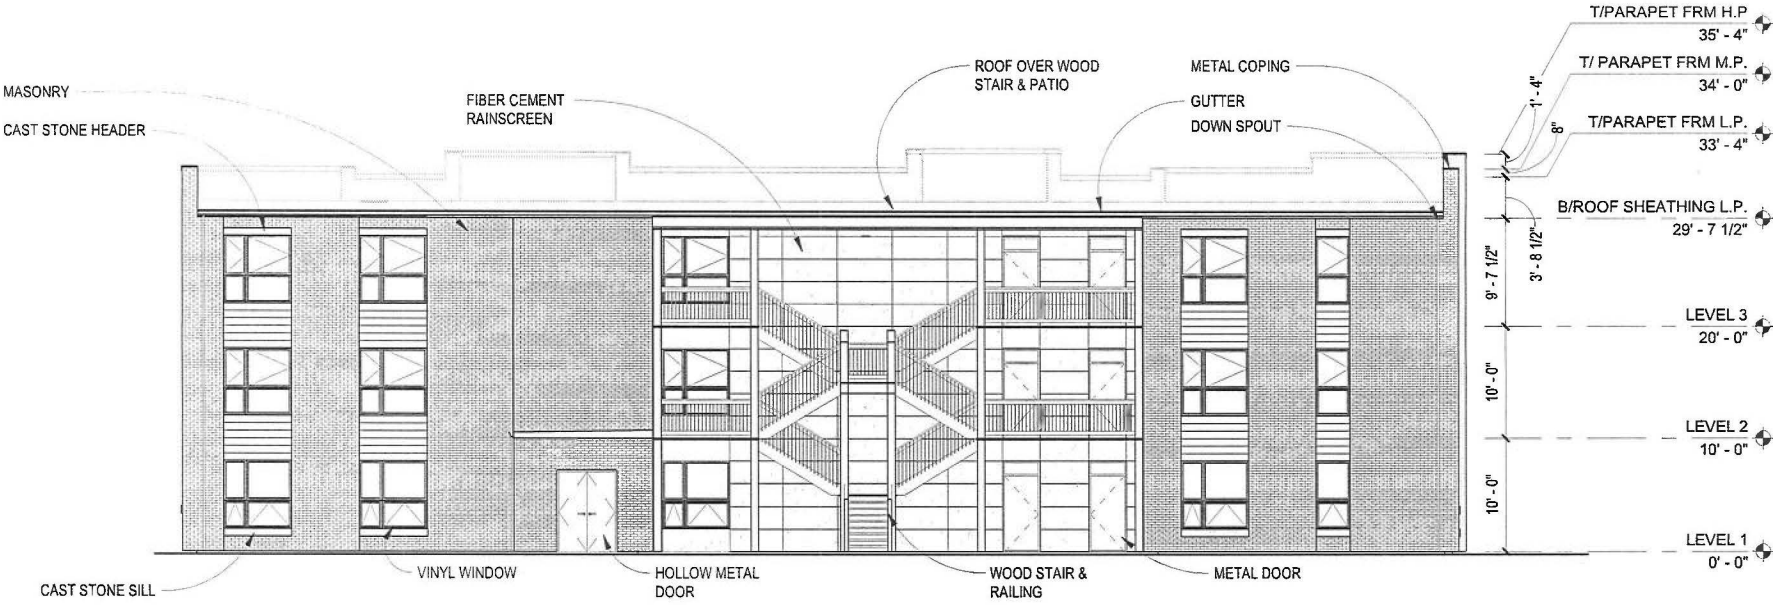 T/PARAPET FRM H.P
35' - 4"
T/ PARAPET FRM M.P.
34' - 0"
T/PARAPET FRM L.P.
33' - 4"
B/ROOF SHEATHING L.P.
29' - 7 1/2"
LEVEL 3
20' - 0"
LEVEL 2
10' - 0"
LEVEL 1
0' - 0"
1' - 4"
8"
3' - 8 1/2"
9' - 7 1/2"
10' - 0"
10' - 0"
MASONRY
CAST STONE HEADER
FIBER CEMENT
RAINSCREEN
ROOF OVER WOOD
STAIR & PATIO
METAL COPING
GUTTER
DOWN SPOUT
CAST STONE SILL
VINYL WINDOW
HOLLOW METAL
DOOR
WOOD STAIR &
RAILING
METAL DOOR